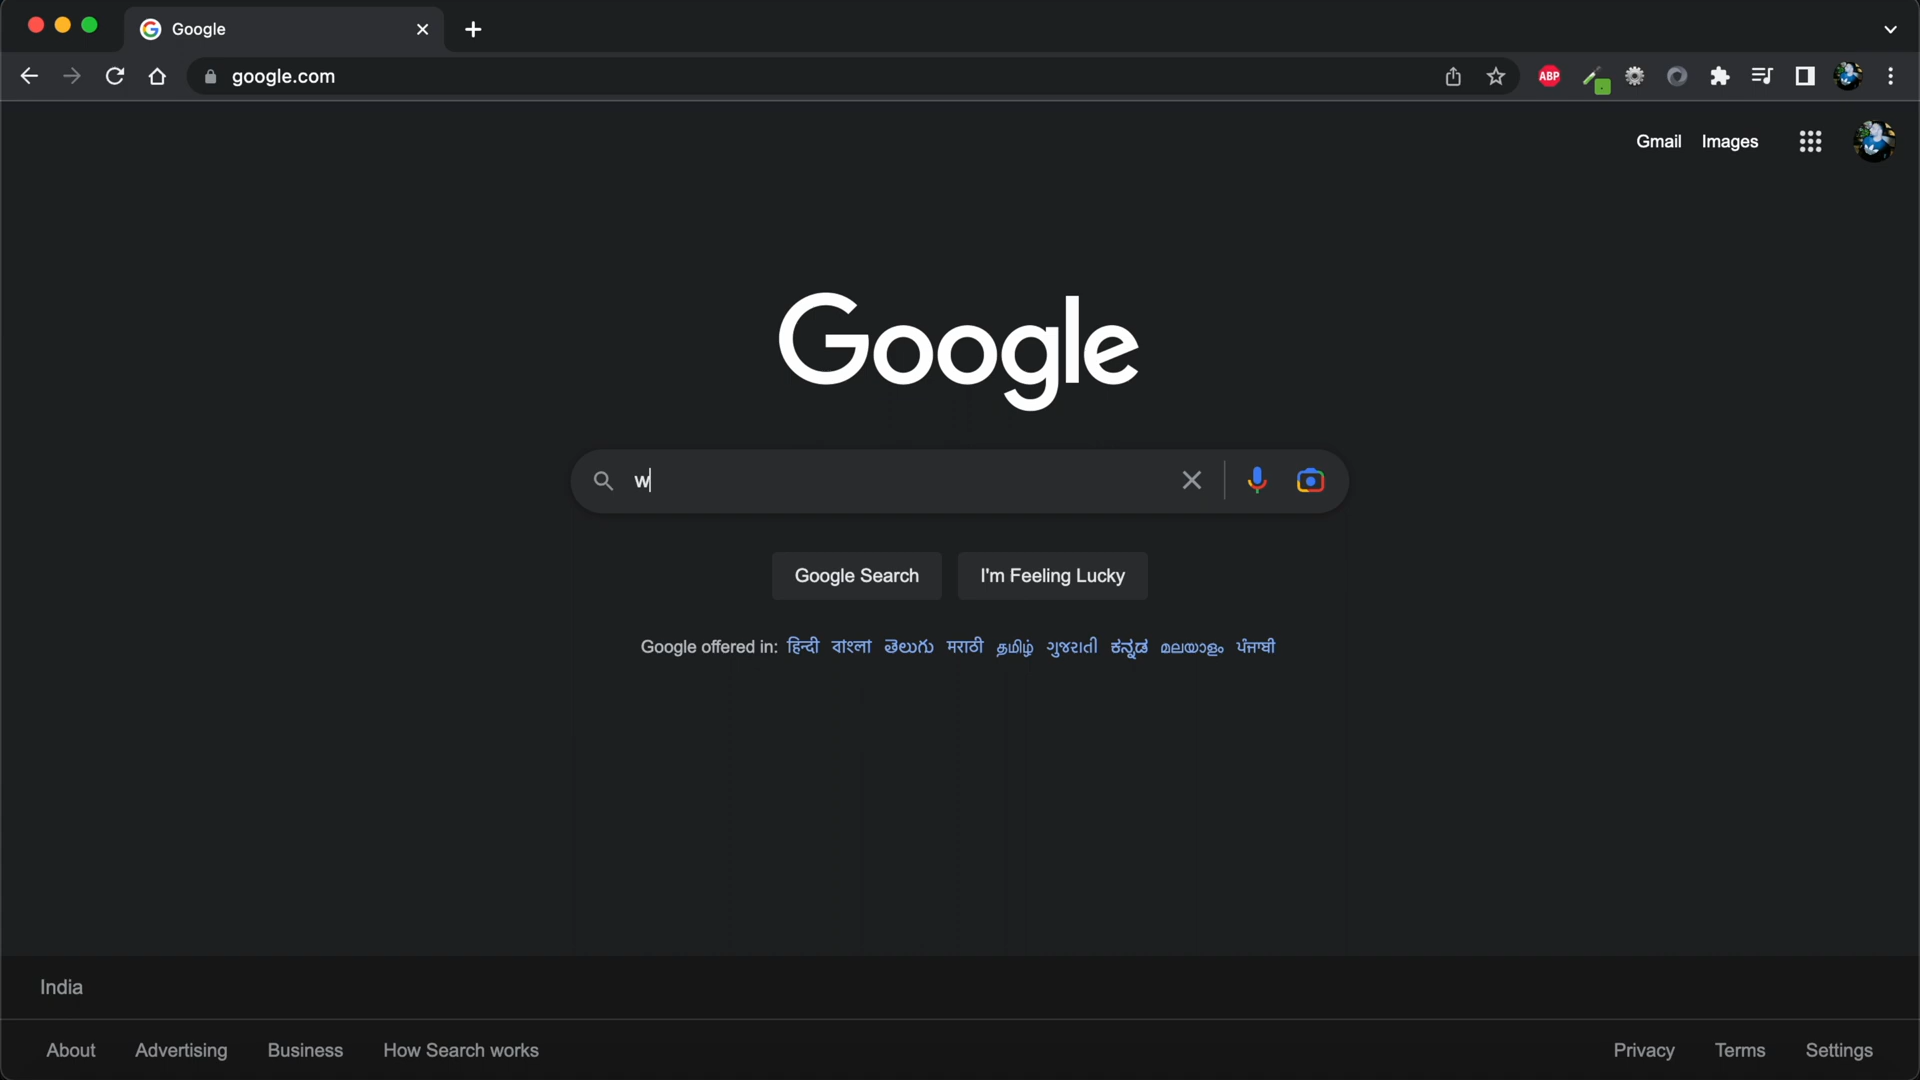 Google
google.com
ABP
Gmail Images
Google
w
Google Search I'm Feeling Lucky
Google offered in: हिन्दी বাংলা తెలుగు मराठी தமிழ் ગુજરાતી ಕನ್ನಡ മലയാളം ਪੰਜਾਬੀ
India
About Advertising Business How Search works Privacy Terms Settings